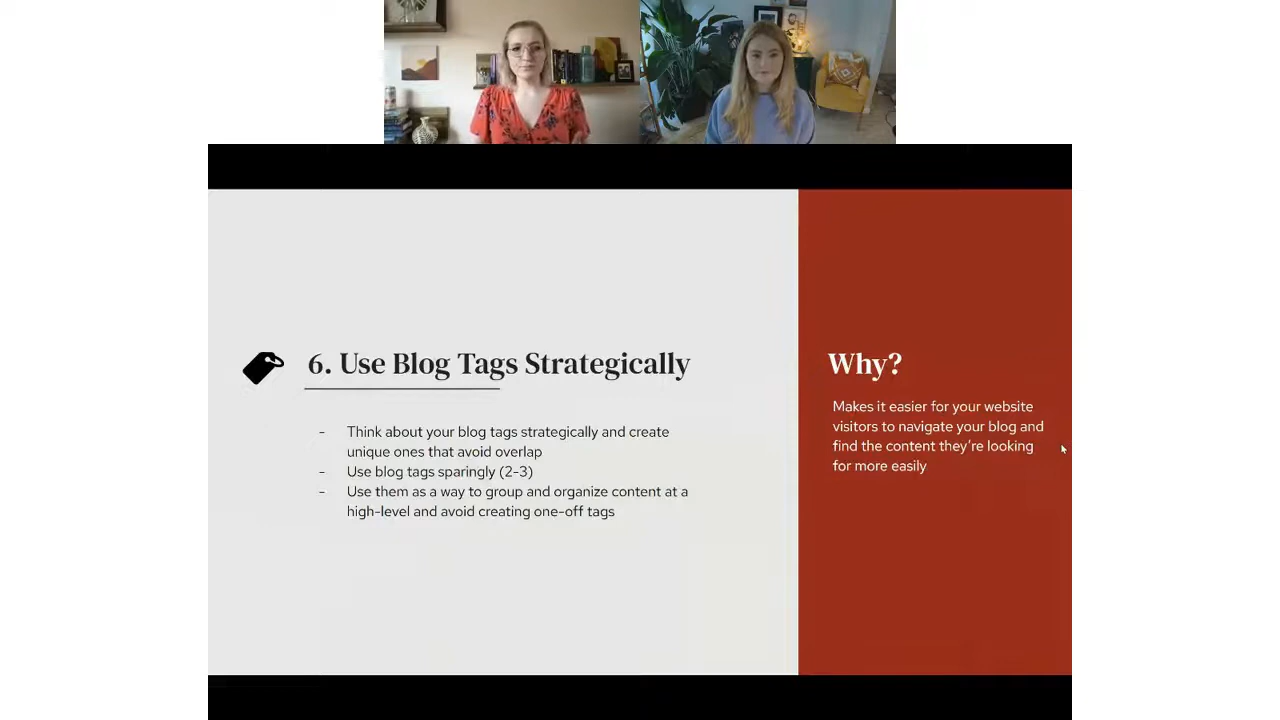 6. Use Blog Tags Strategically
- Think about your blog tags strategically and create
unique ones that avoid overlap
- Use blog tags sparingly (2-3)
- Use them as a way to group and organize content at a
high-level and avoid creating one-off tags
Why?
Makes it easier for your website
visitors to navigate your blog and
find the content they're looking
for more easily